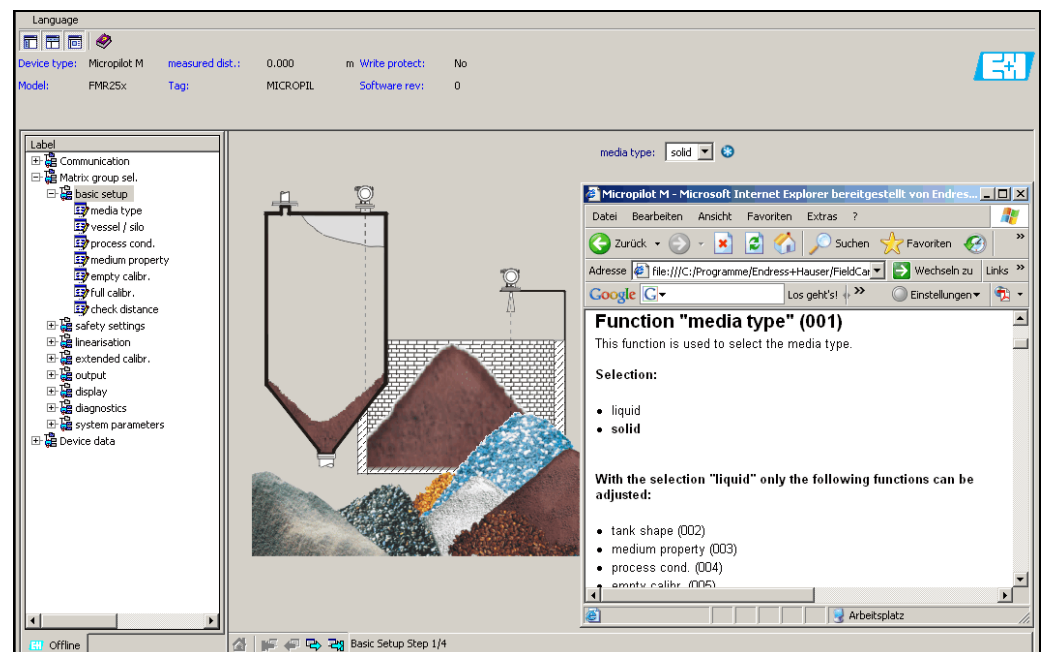 Language
Device type: Micropilot M measured dist.: 0.000 m Write protect: No
Model: FMR25x Tag: MICROPIL Software rev: 0
E+H
Label
Communication
Matrix group sel.
basic setup
media type
vessel / silo
process cond.
medium property
empty calibr.
full calibr.
check distance
safety settings
linearisation
extended calibr.
output
display
diagnostics
system parameters
Device data
Offline
media type: solid
Micropilot M - Microsoft Internet Explorer bereitgestellt von Endres...
Datei Bearbeiten Ansicht Favoriten Extras ?
Zurück Suchen Favoriten »
Adresse file:///C:/Programme/Endress+Hauser/FieldCar Wechseln zu Links »
Google G Los geht's! » Einstellungen
Function "media type" (001)
This function is used to select the media type.
Selection:
• liquid
• solid
With the selection "liquid" only the following functions can be
adjusted:
• tank shape (002)
• medium property (003)
• process cond. (004)
• empty calibr. (005)
Arbeitsplatz
Basic Setup Step 1/4